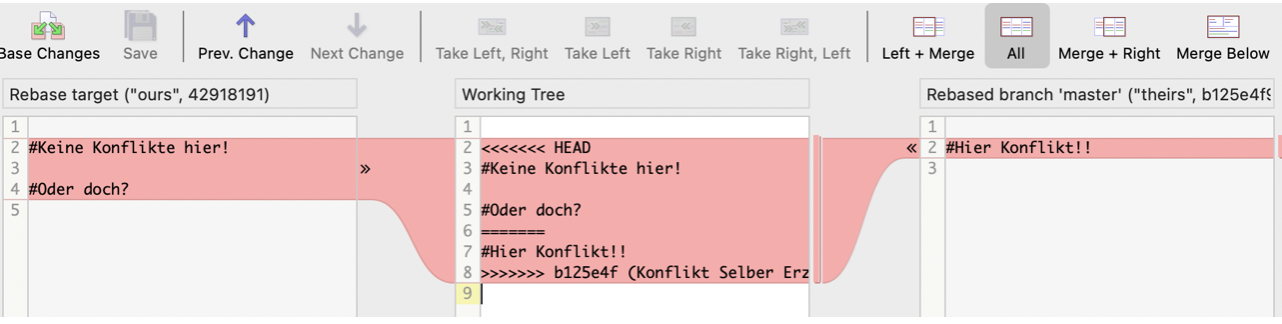 Base Changes Save Prev. Change Next Change Take Left, Right Take Left Take Right Take Right, Left Left + Merge All Merge + Right Merge Below
Rebase target ("ours", 42918191)
1
2 #Keine Konflikte hier!
3
4 #Oder doch?
5
»
Working Tree
1
2 <<<<<<< HEAD
3 #Keine Konflikte hier!
4
5 #Oder doch?
6 =======
7 #Hier Konflikt!!
8 >>>>>>> b125e4f (Konflikt Selber Erz
9
«
Rebased branch 'master' ("theirs", b125e4f9
1
2 #Hier Konflikt!!
3